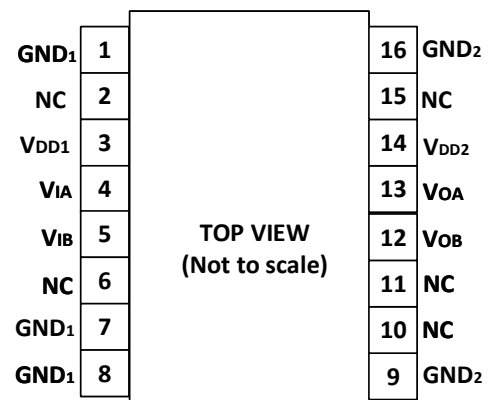 GND1 1 16 GND2
NC 2 15 NC
VDD1 3 14 VDD2
VIA 4 13 VOA
VIB 5 12 VOB
TOP VIEW
(Not to scale)
NC 6 11 NC
GND1 7 10 NC
GND1 8 9 GND2